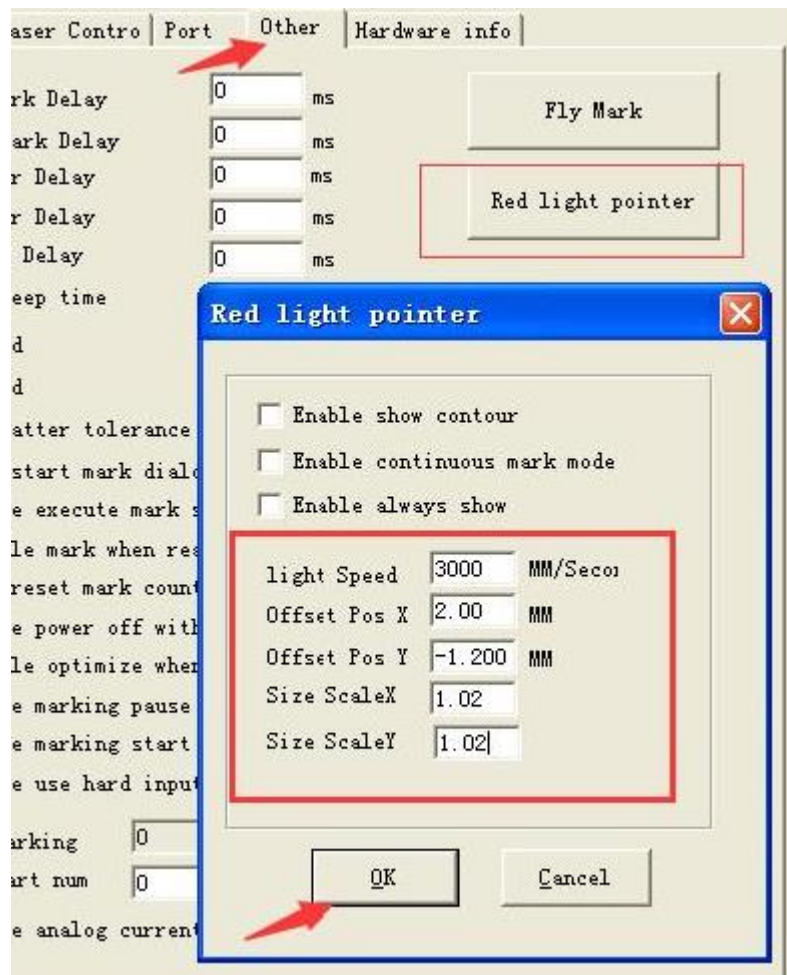 aser Contro Port Other Hardware info
rk Delay 0 ms Fly Mark
ark Delay 0 ms
r Delay 0 ms Red light pointer
r Delay 0 ms
Delay 0 ms
eep time
Red light pointer
d
d
Enable show contour
atter tolerance
start mark dialo
Enable continuous mark mode
e execute mark s
Enable always show
le mark when rea
light Speed 3000 MM/Secon
reset mark count
Offset Pos X 2.00 MM
e power off with
Offset Pos Y -1.200 MM
le optimize when
Size ScaleX 1.02
e marking pause
Size ScaleY 1.02
e marking start
e use hard input
arking 0
art num 0
OK Cancel
e analog current